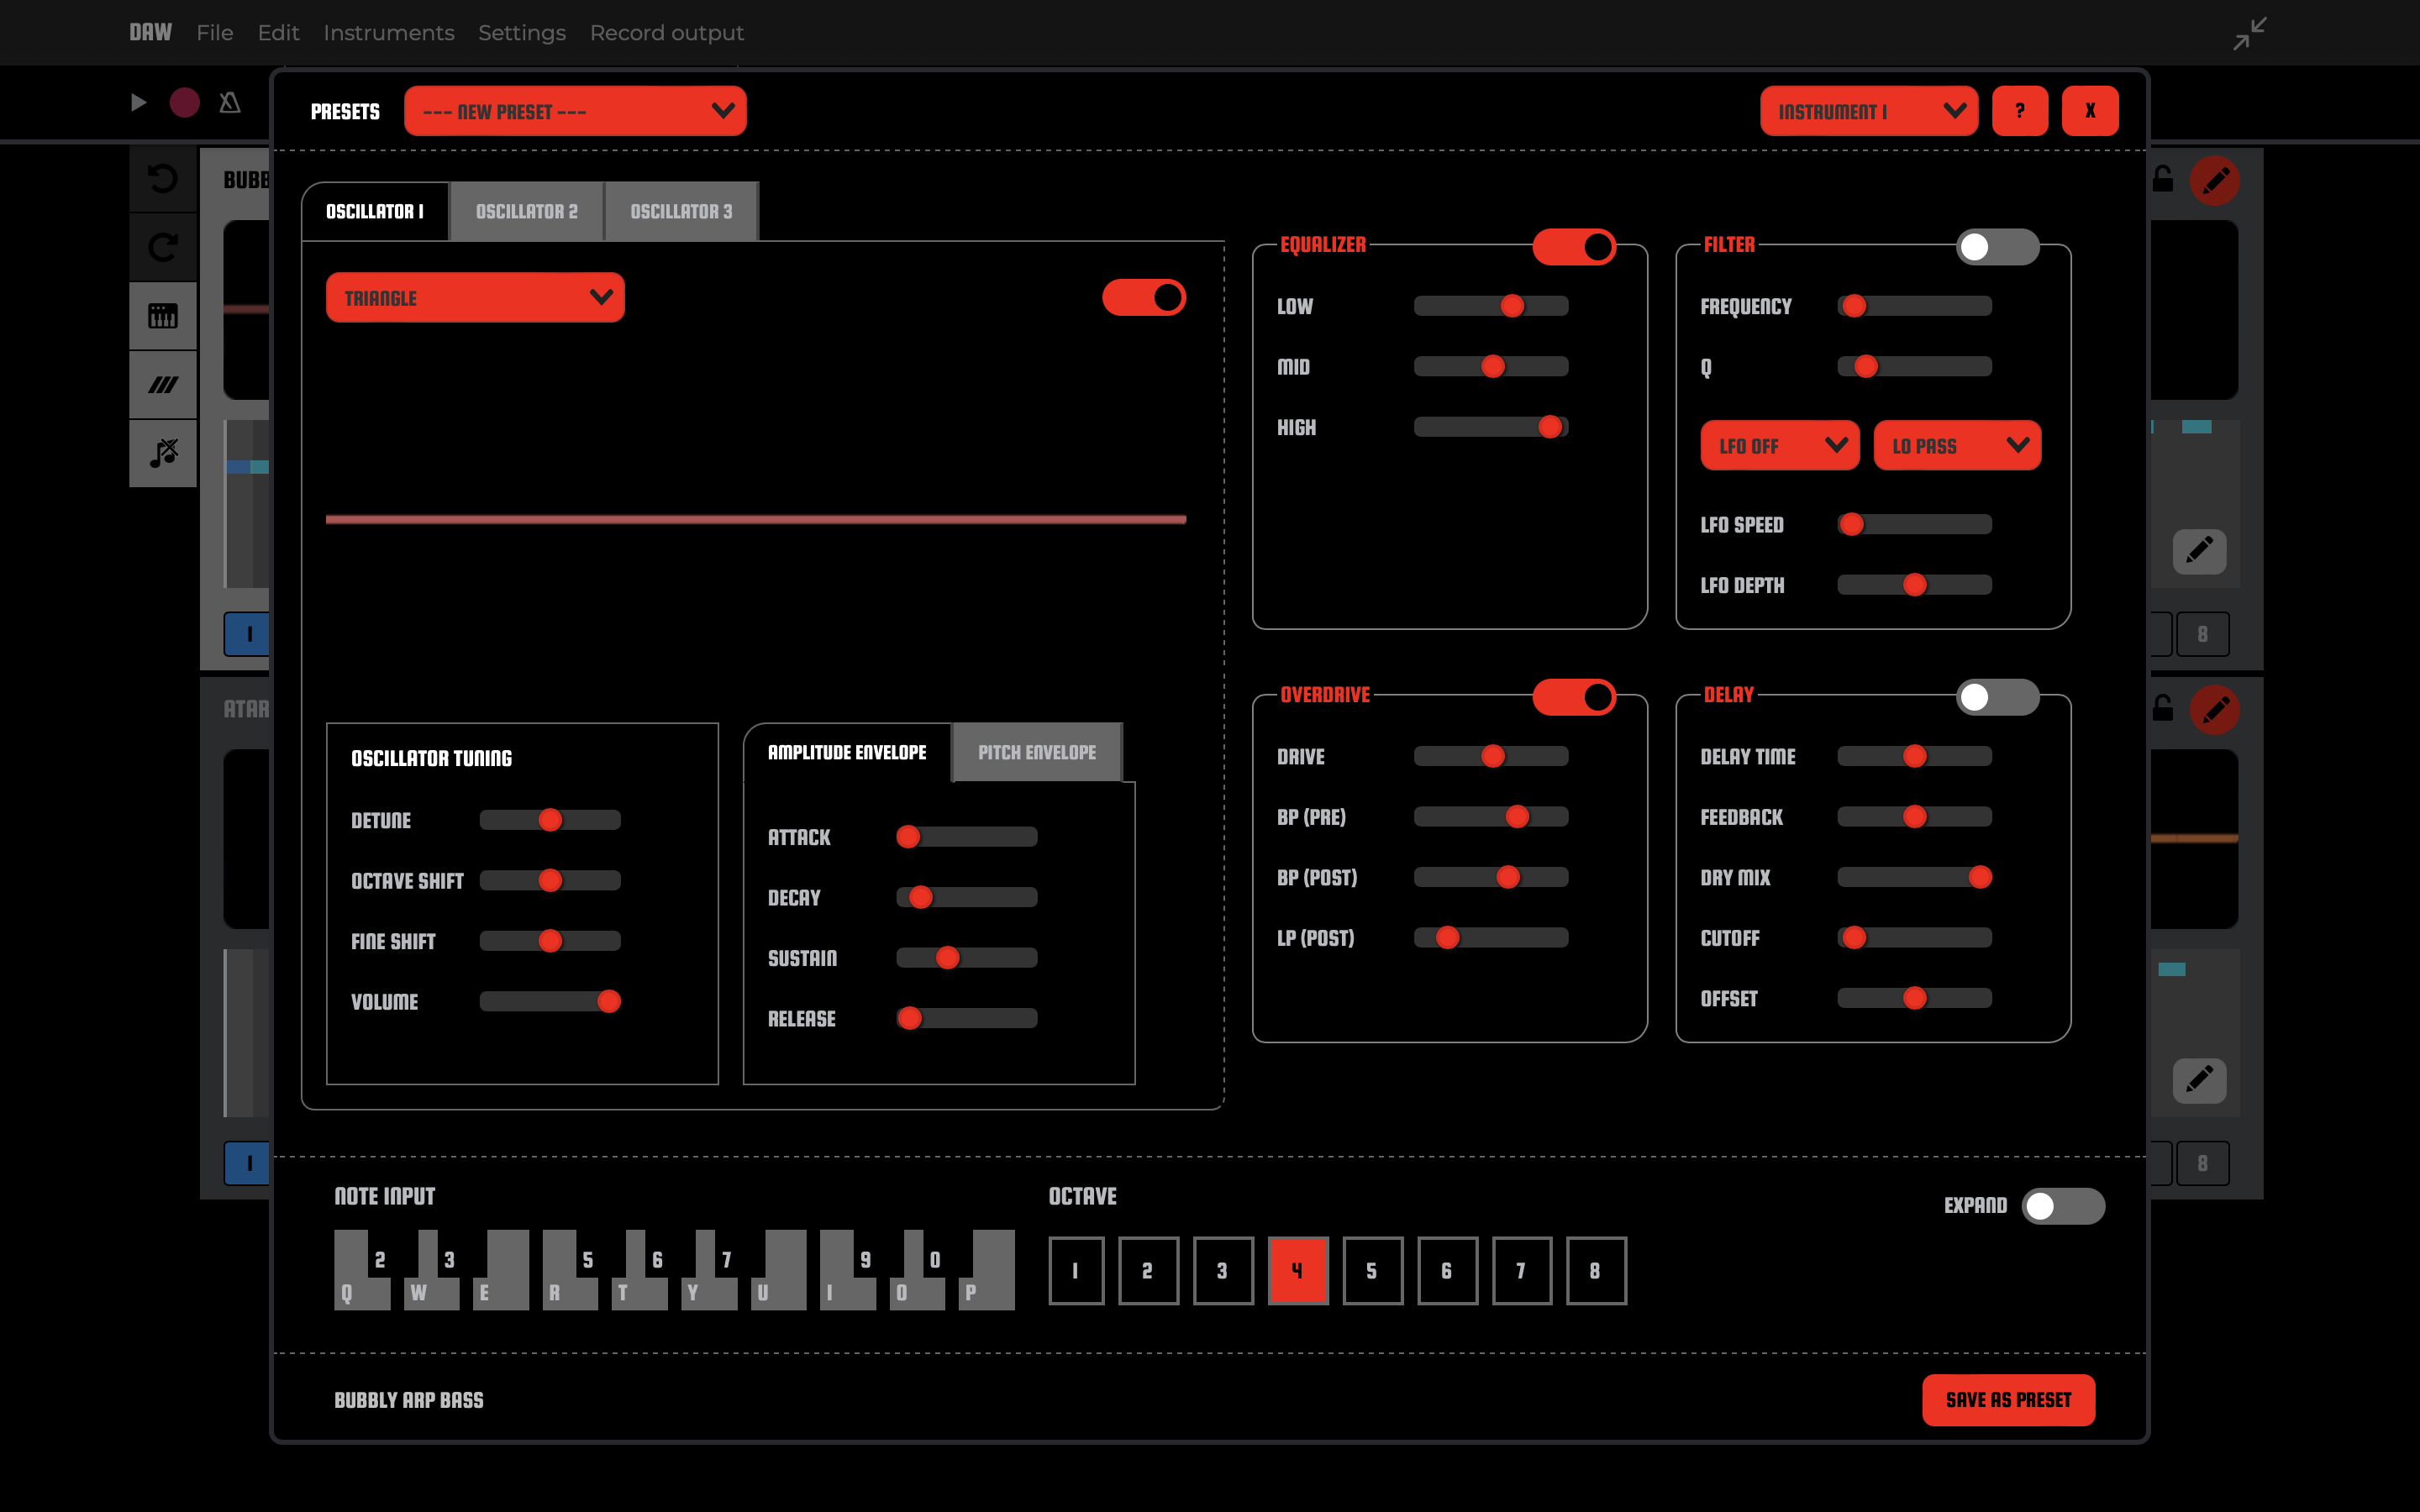 DAW File Edit Instruments Settings Record output
PRESETS --- NEW PRESET --- INSTRUMENT 1 ? X
OSCILLATOR 1 OSCILLATOR 2 OSCILLATOR 3
TRIANGLE
EQUALIZER
LOW
MID
HIGH
FILTER
FREQUENCY
Q
LFO OFF LO PASS
LFO SPEED
LFO DEPTH
OSCILLATOR TUNING
DETUNE
OCTAVE SHIFT
FINE SHIFT
VOLUME
AMPLITUDE ENVELOPE PITCH ENVELOPE
ATTACK
DECAY
SUSTAIN
RELEASE
OVERDRIVE
DRIVE
BP (PRE)
BP (POST)
LP (POST)
DELAY
DELAY TIME
FEEDBACK
DRY MIX
CUTOFF
OFFSET
1 8
1 8
NOTE INPUT
2 3 5 6 7 9 0
Q W E R T Y U I O P
OCTAVE
1 2 3 4 5 6 7 8
EXPAND
BUBBLY ARP BASS SAVE AS PRESET